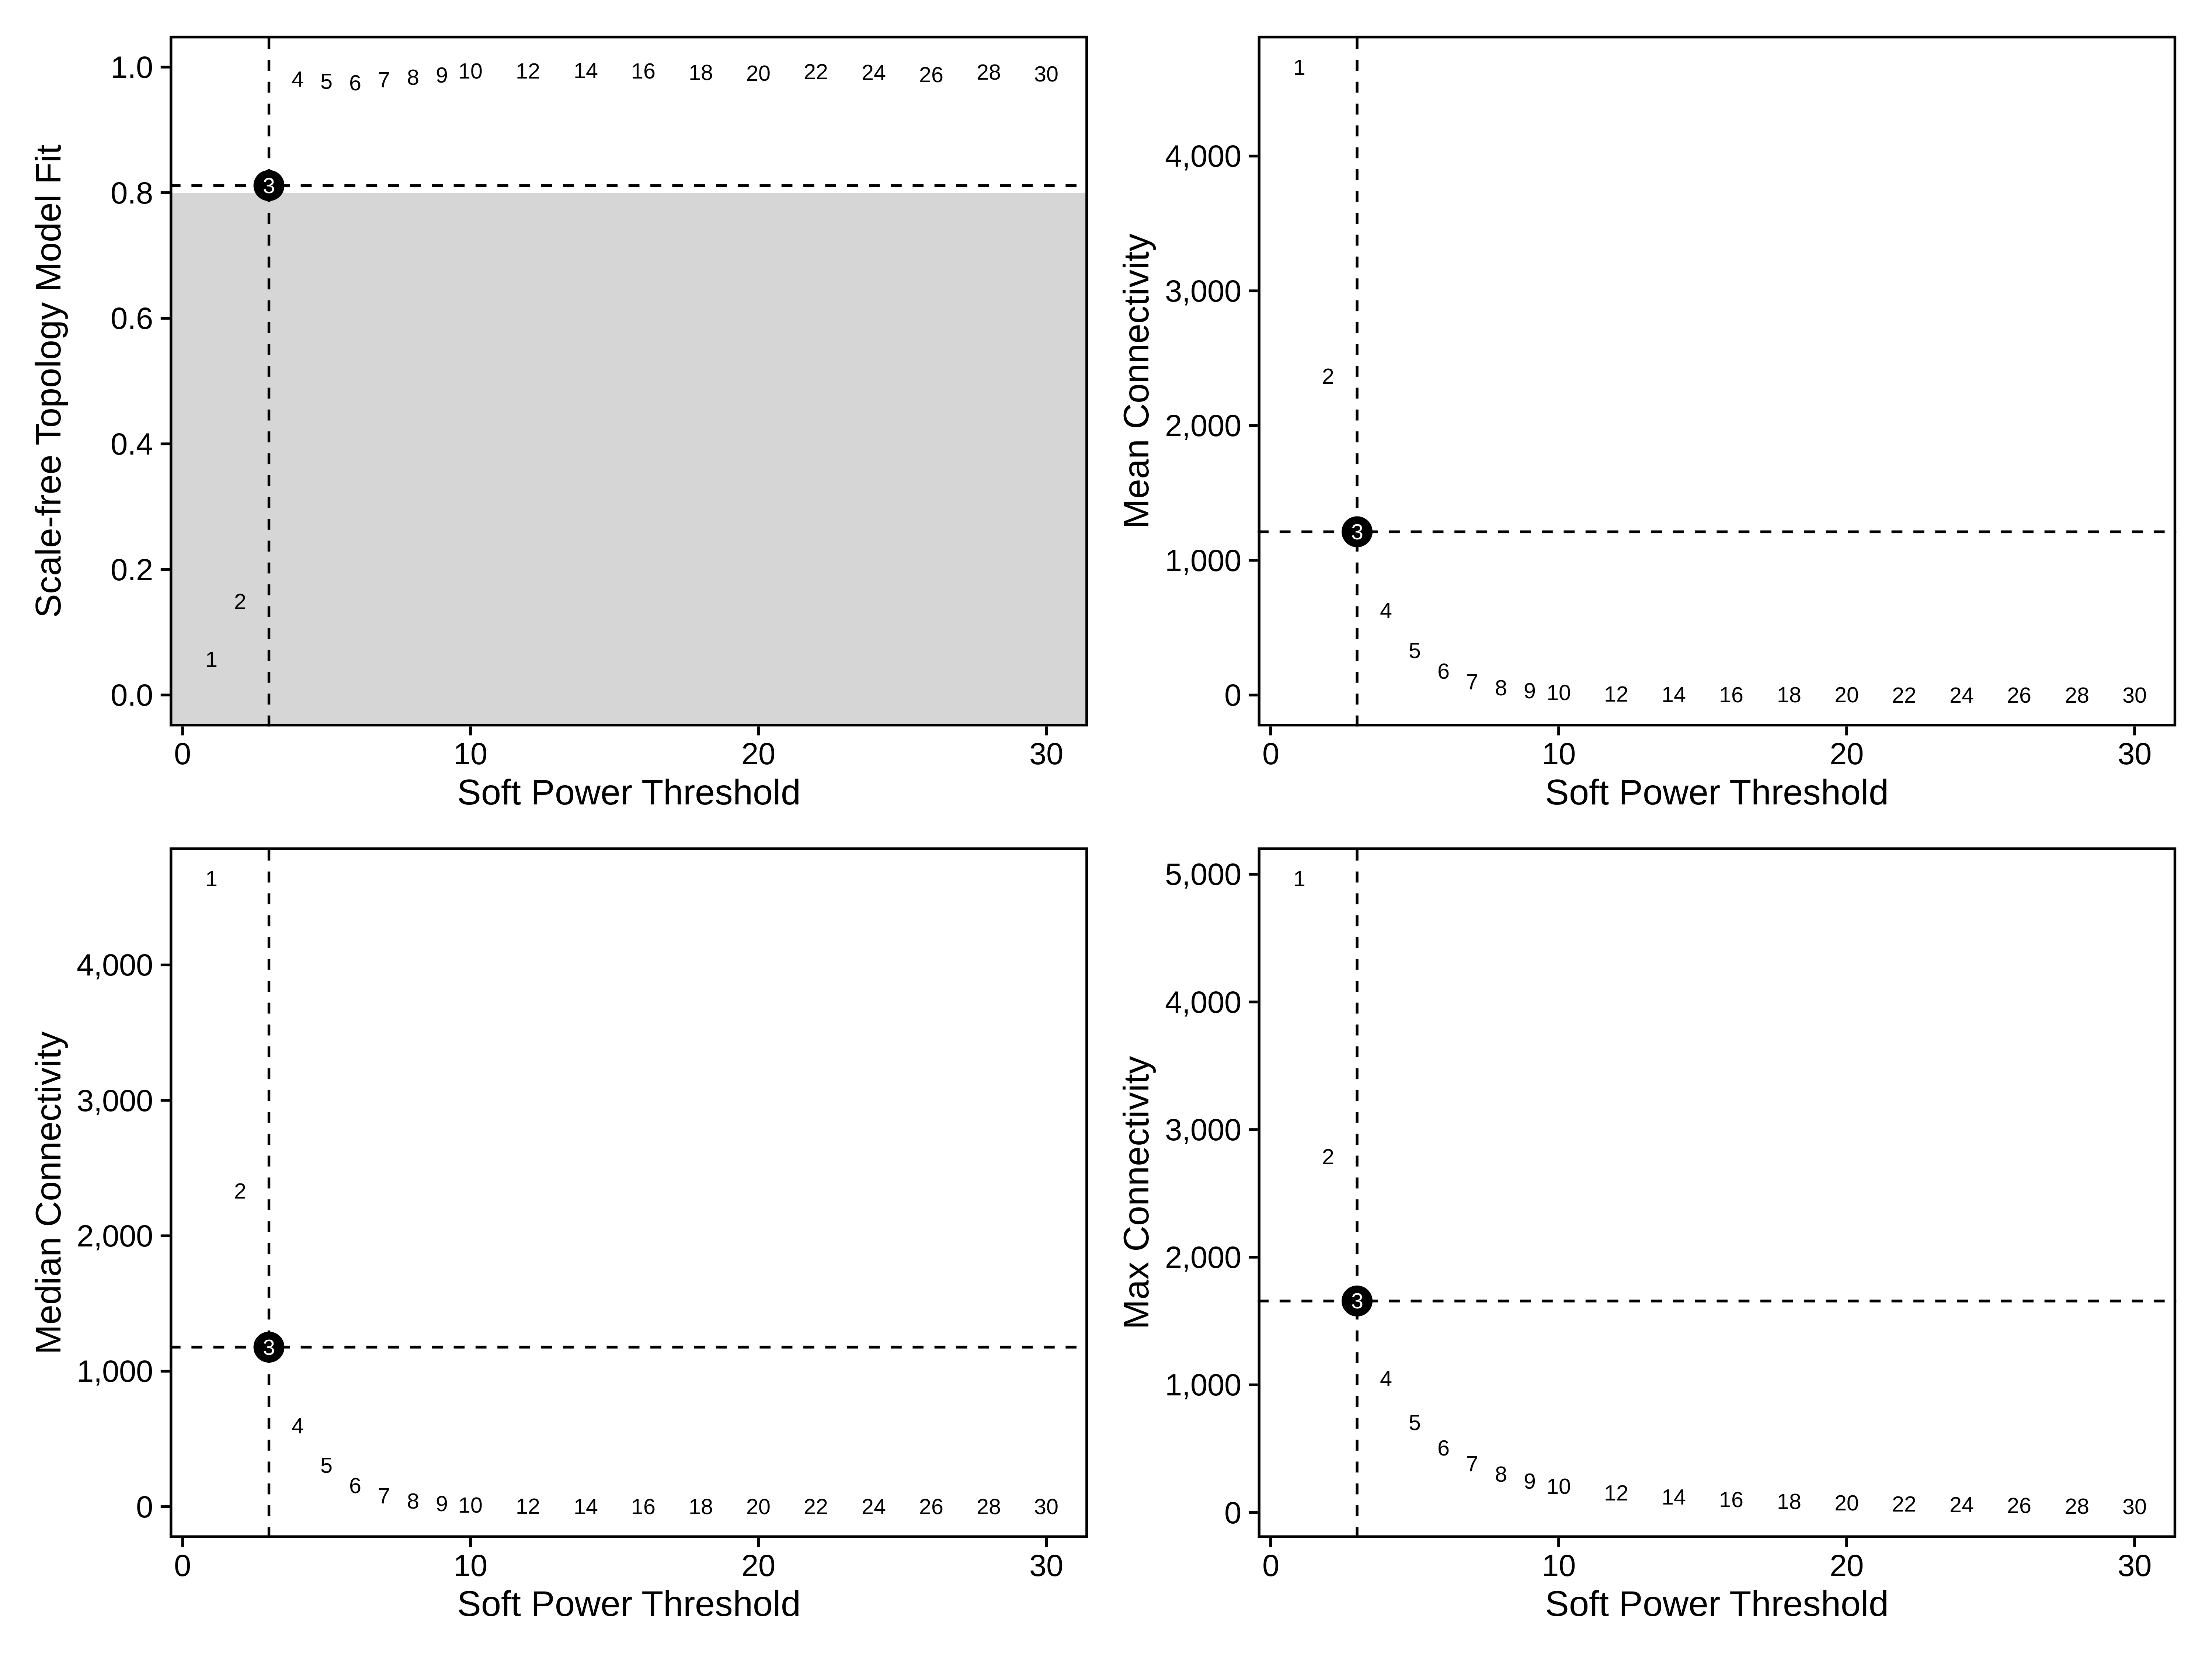 Scale-free Topology Model Fit
1.0
0.8
0.6
0.4
0.2
0.0
1
2
3
4 5 6 7 8 9 10 12 14 16 18 20 22 24 26 28 30
0 10 20 30
Soft Power Threshold
Mean Connectivity
4,000
3,000
2,000
1,000
0
1
2
3
4
5
6
7 8 9 10 12 14 16 18 20 22 24 26 28 30
0 10 20 30
Soft Power Threshold
Median Connectivity
4,000
3,000
2,000
1,000
0
1
2
3
4
5
6
7 8 9 10 12 14 16 18 20 22 24 26 28 30
0 10 20 30
Soft Power Threshold
Max Connectivity
5,000
4,000
3,000
2,000
1,000
0
1
2
3
4
5
6
7 8 9 10 12 14 16 18 20 22 24 26 28 30
0 10 20 30
Soft Power Threshold